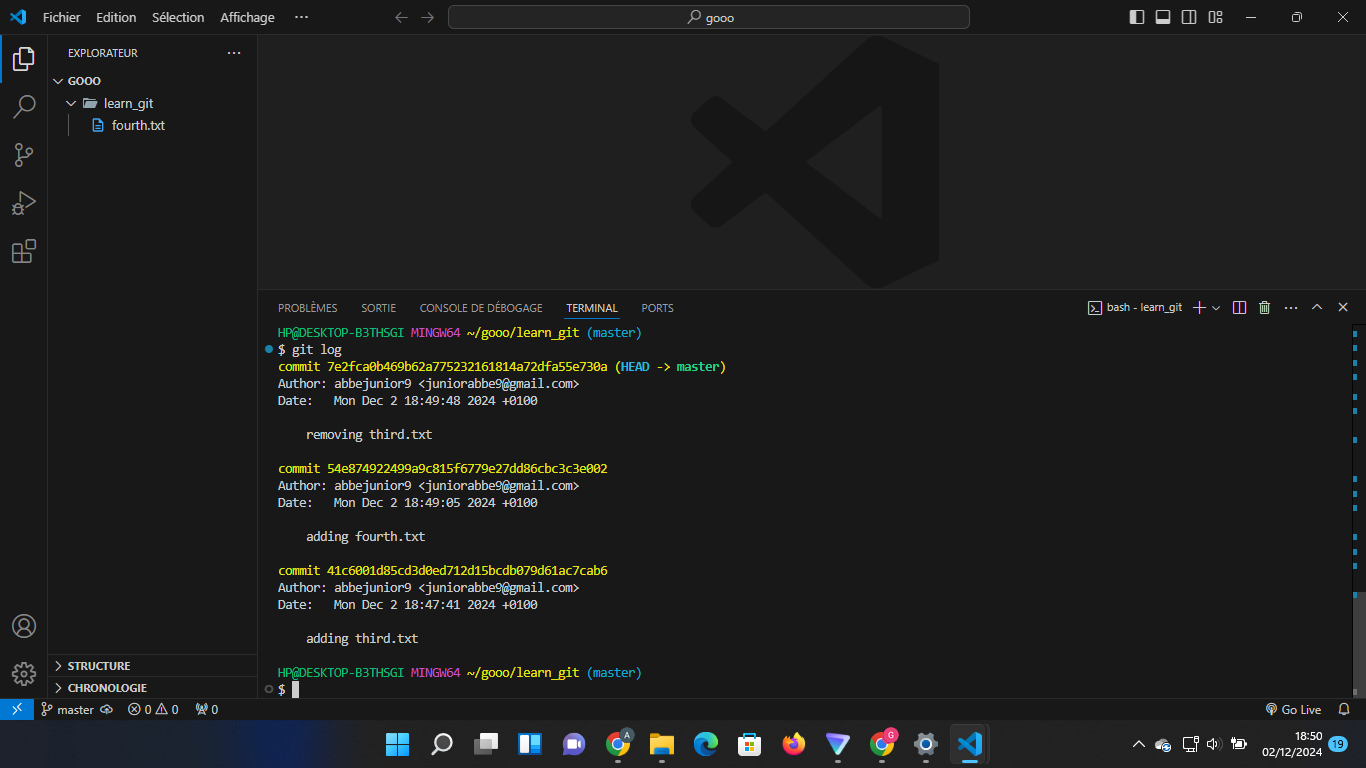 Fichier Edition Sélection Affichage ··· gooo
EXPLORATEUR ···
GOOO
learn_git
fourth.txt
STRUCTURE
CHRONOLOGIE
PROBLÈMES SORTIE CONSOLE DE DÉBOGAGE TERMINAL PORTS bash - learn_git
HP@DESKTOP-B3THSGI MINGW64 ~/gooo/learn_git (master)
$ git log
commit 7e2fca0b469b62a775232161814a72dfa55e730a (HEAD -> master)
Author: abbejunior9 <juniorabbe9@gmail.com>
Date:   Mon Dec 2 18:49:48 2024 +0100
removing third.txt
commit 54e874922499a9c815f6779e27dd86cbc3c3e002
Author: abbejunior9 <juniorabbe9@gmail.com>
Date:   Mon Dec 2 18:49:05 2024 +0100
adding fourth.txt
commit 41c6001d85cd3d0ed712d15bcdb079d61ac7cab6
Author: abbejunior9 <juniorabbe9@gmail.com>
Date:   Mon Dec 2 18:47:41 2024 +0100
adding third.txt
HP@DESKTOP-B3THSGI MINGW64 ~/gooo/learn_git (master)
$
master 0 0 0 Go Live
A G
18:50
02/12/2024 19